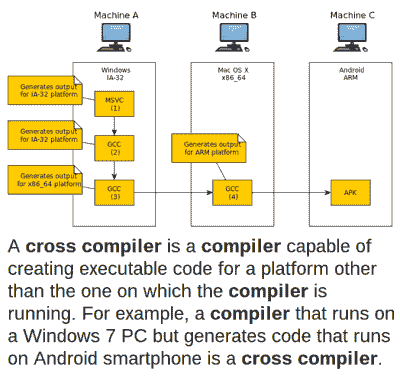 Machine A
Machine B
Machine C
Windows
IA-32
Mac OS X
x86_64
Android
ARM
Generates output
for IA-32 platform
MSVC
(1)
Generates output
for IA-32 platform
GCC
(2)
Generates output
for ARM platform
Generates output
for x86_64 platform
GCC
(3)
GCC
(4)
APK
A cross compiler is a compiler capable of
creating executable code for a platform other
than the one on which the compiler is
running. For example, a compiler that runs on
a Windows 7 PC but generates code that runs
on Android smartphone is a cross compiler.